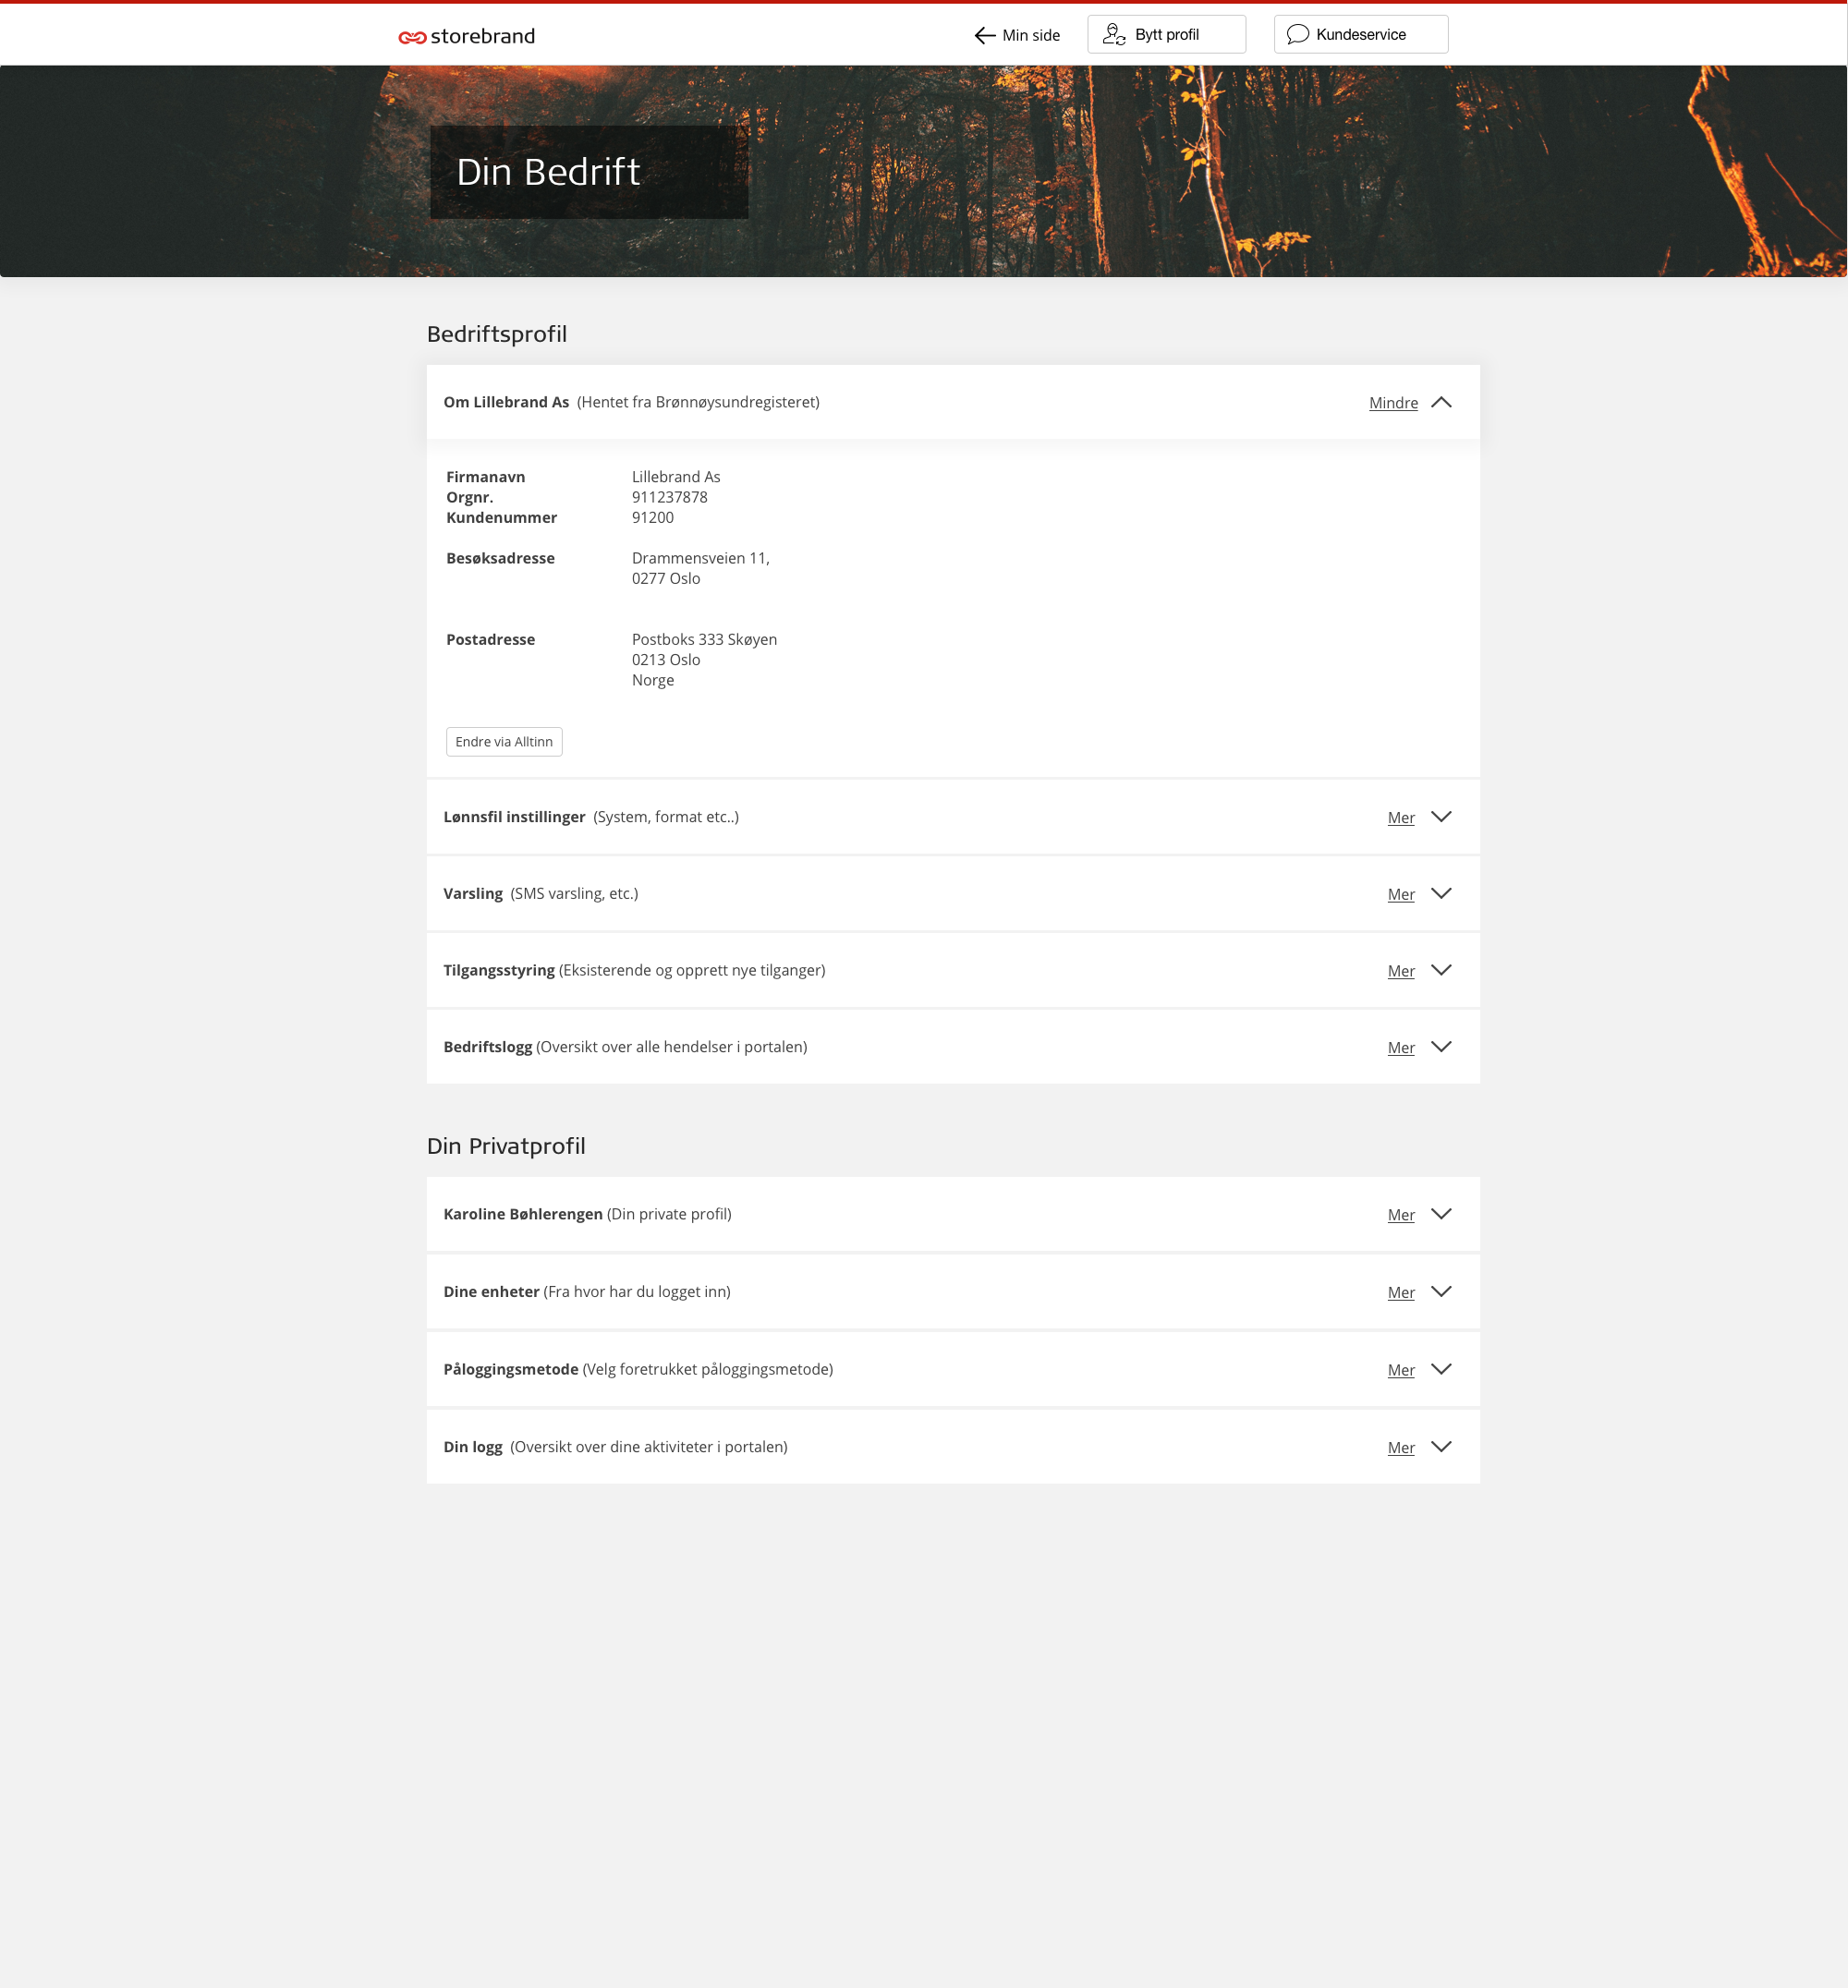 storebrand
Min side
Bytt profil
Kundeservice
Din Bedrift
Bedriftsprofil
Om Lillebrand As (Hentet fra Brønnøysundregisteret)
Mindre
Firmanavn Lillebrand As
Orgnr. 911237878
Kundenummer 91200
Besøksadresse Drammensveien 11,
0277 Oslo
Postadresse Postboks 333 Skøyen
0213 Oslo
Norge
Endre via Alltinn
Lønnsfil instillinger (System, format etc..)
Mer
Varsling (SMS varsling, etc.)
Mer
Tilgangsstyring (Eksisterende og opprett nye tilganger)
Mer
Bedriftslogg (Oversikt over alle hendelser i portalen)
Mer
Din Privatprofil
Karoline Bøhlerengen (Din private profil)
Mer
Dine enheter (Fra hvor har du logget inn)
Mer
Påloggingsmetode (Velg foretrukket påloggingsmetode)
Mer
Din logg (Oversikt over dine aktiviteter i portalen)
Mer